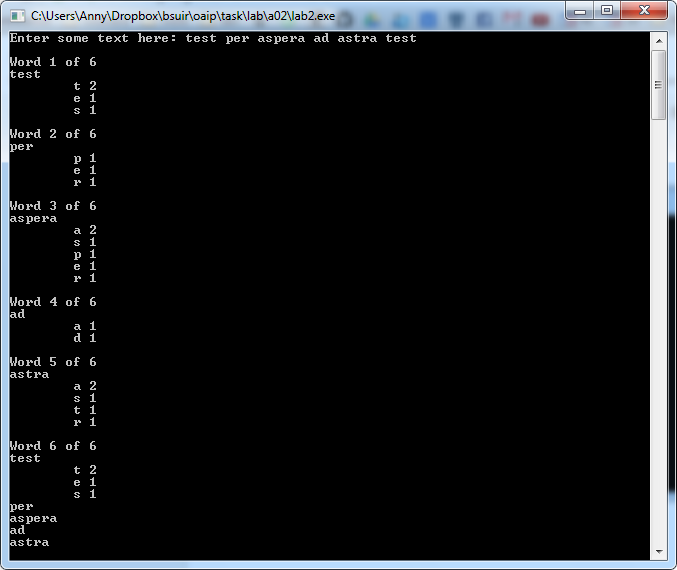 C:\Users\Anny\Dropbox\bsuir\oaip\task\lab\a02\lab2.exe
Enter some text here: test per aspera ad astra test
Word 1 of 6
test
t 2
e 1
s 1
Word 2 of 6
per
p 1
e 1
r 1
Word 3 of 6
aspera
a 2
s 1
p 1
e 1
r 1
Word 4 of 6
ad
a 1
d 1
Word 5 of 6
astra
a 2
s 1
t 1
r 1
Word 6 of 6
test
t 2
e 1
s 1
per
aspera
ad
astra